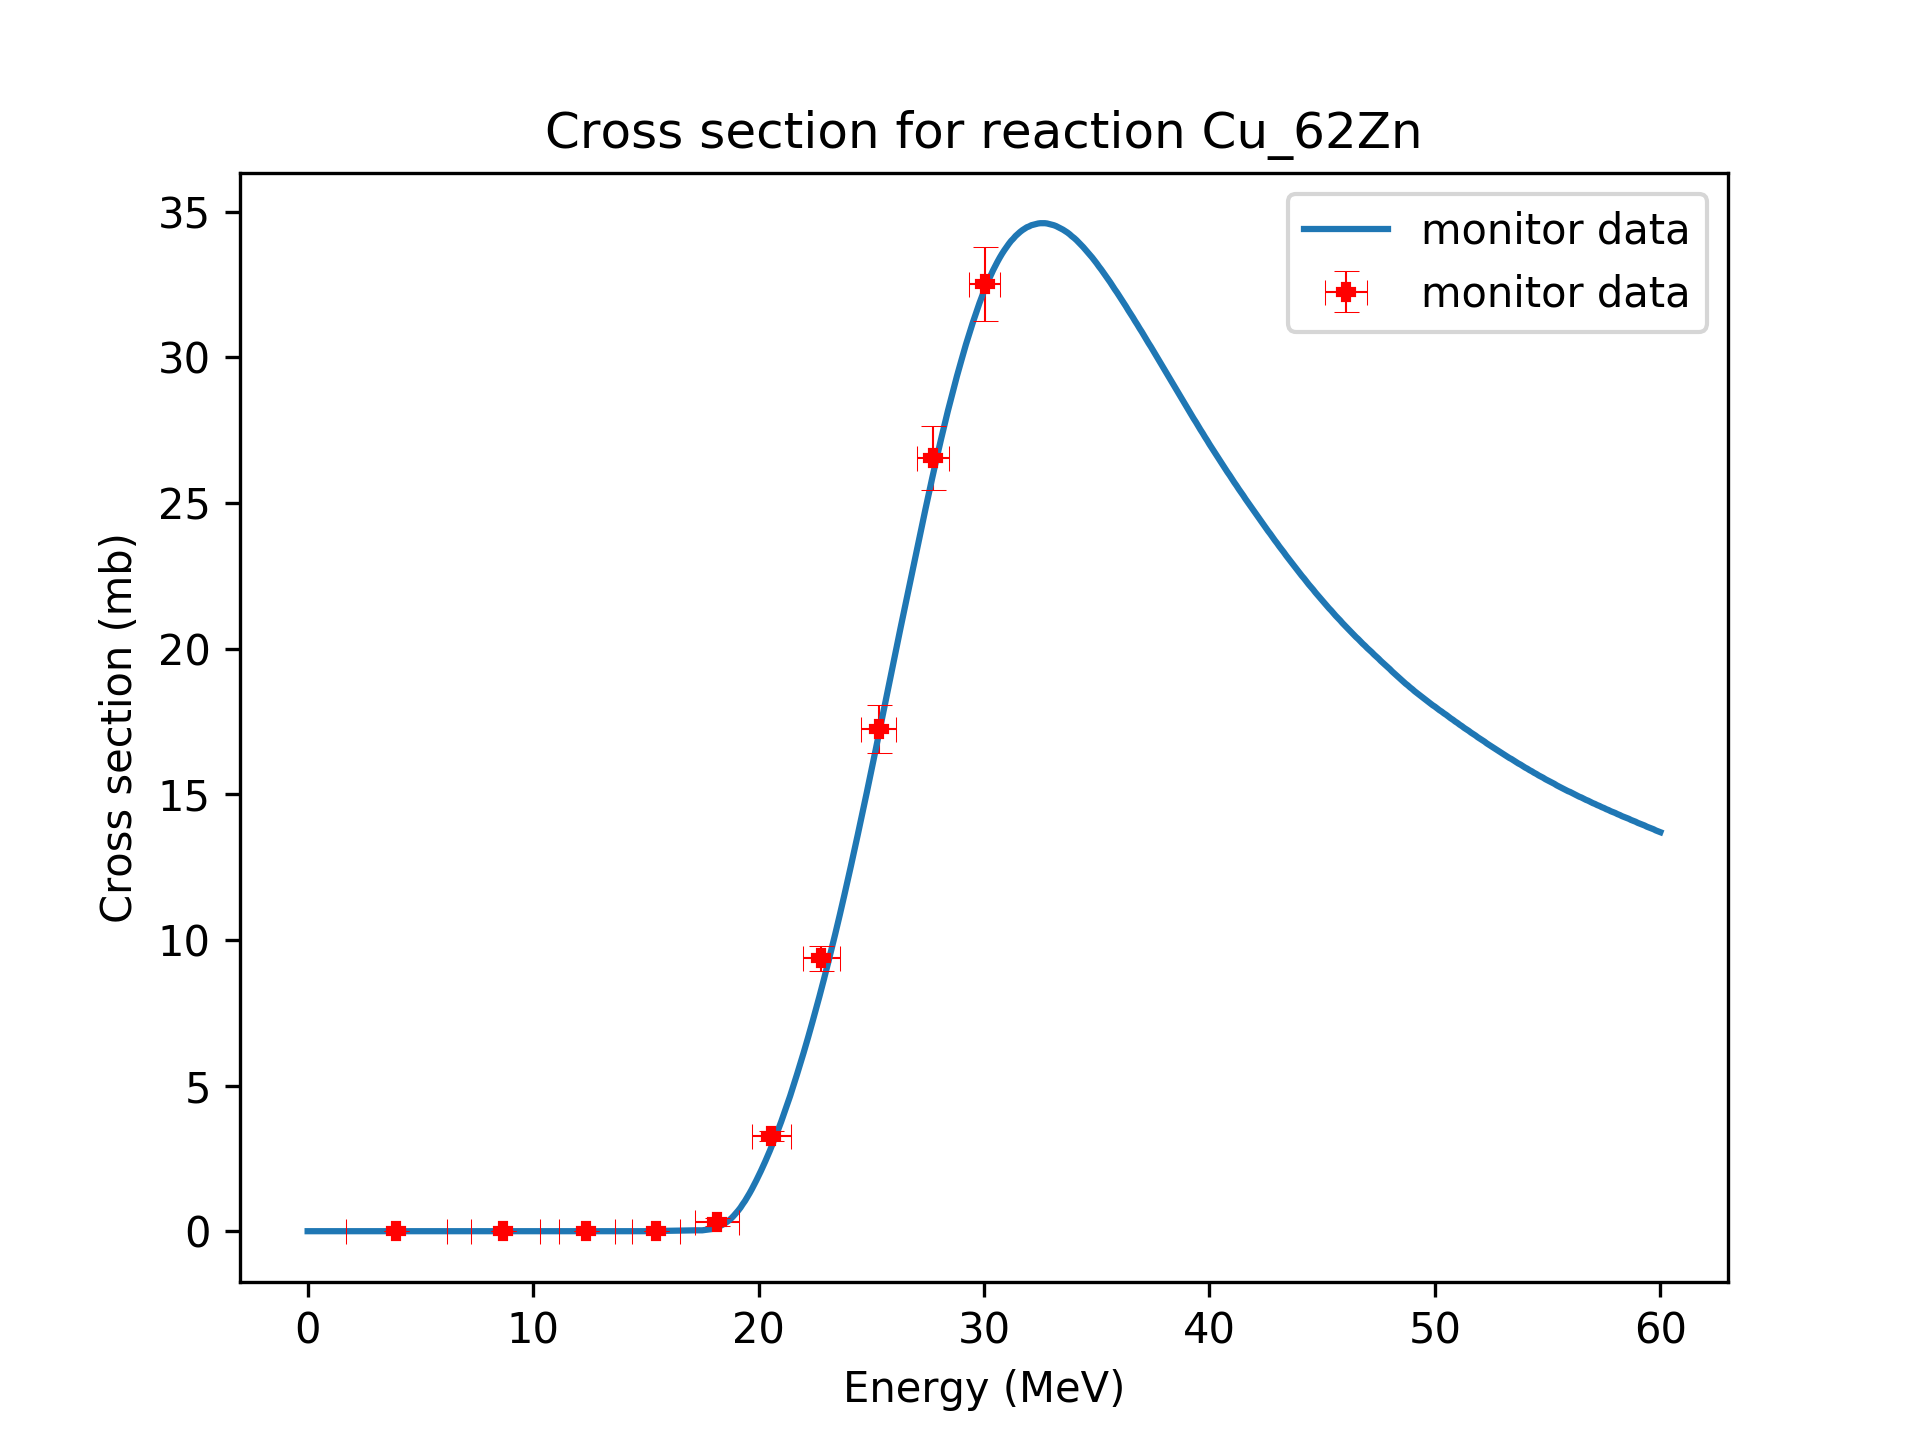 Cross section for reaction Cu_62Zn
monitor data
monitor data
35
30
25
20
15
10
5
0
Cross section (mb)
0 10 20 30 40 50 60
Energy (MeV)